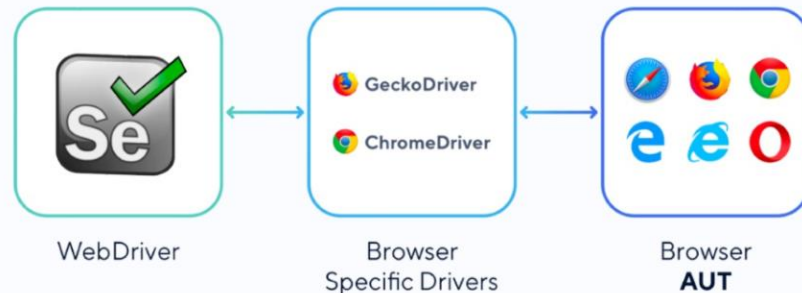 Se
GeckoDriver
ChromeDriver
WebDriver
Browser
Specific Drivers
Browser
AUT